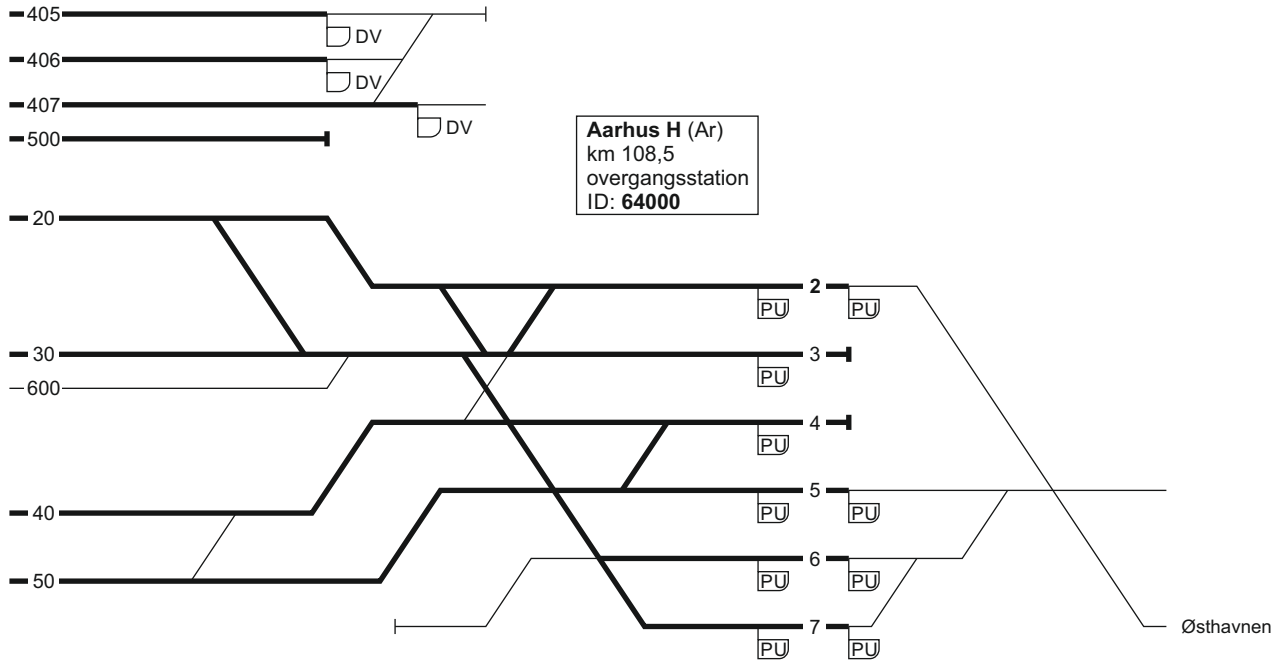 405
DV
406
DV
407
DV
500
Aarhus H (Ar)
km 108,5
overgangsstation
ID: 64000
20
2
PU PU
30
3
600
PU
4
PU
40
5
PU PU
50
6
PU PU
7
Østhavnen
PU PU